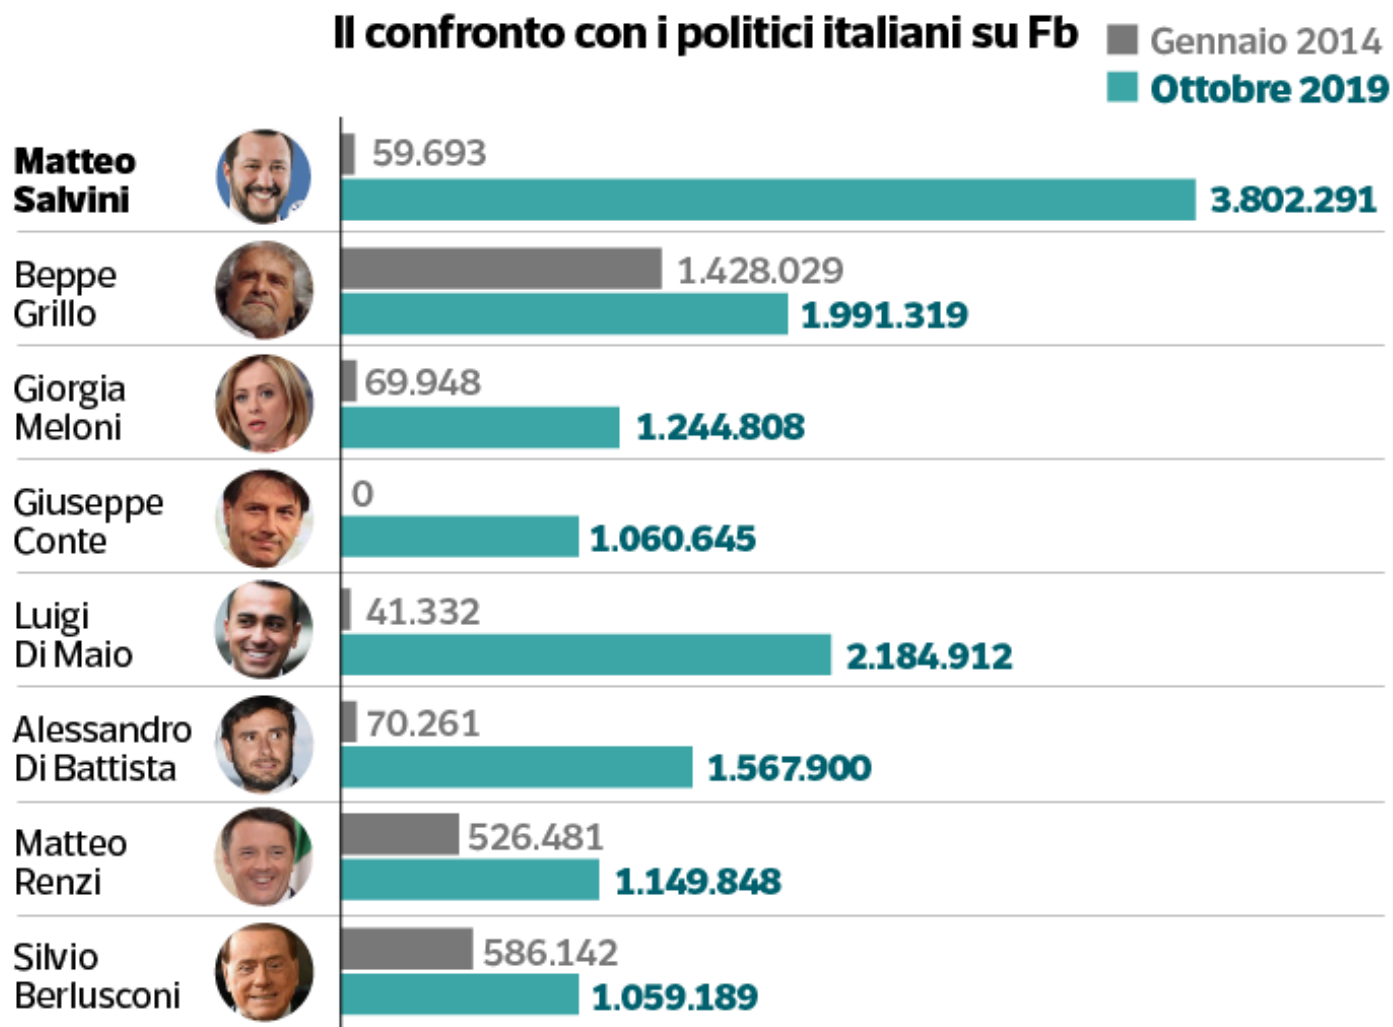 Il confronto con i politici italiani su Fb
Gennaio 2014
Ottobre 2019
Matteo
Salvini
59.693
3.802.291
Beppe
Grillo
1.428.029
1.991.319
Giorgia
Meloni
69.948
1.244.808
Giuseppe
Conte
0
1.060.645
Luigi
Di Maio
41.332
2.184.912
Alessandro
Di Battista
70.261
1.567.900
Matteo
Renzi
526.481
1.149.848
Silvio
Berlusconi
586.142
1.059.189